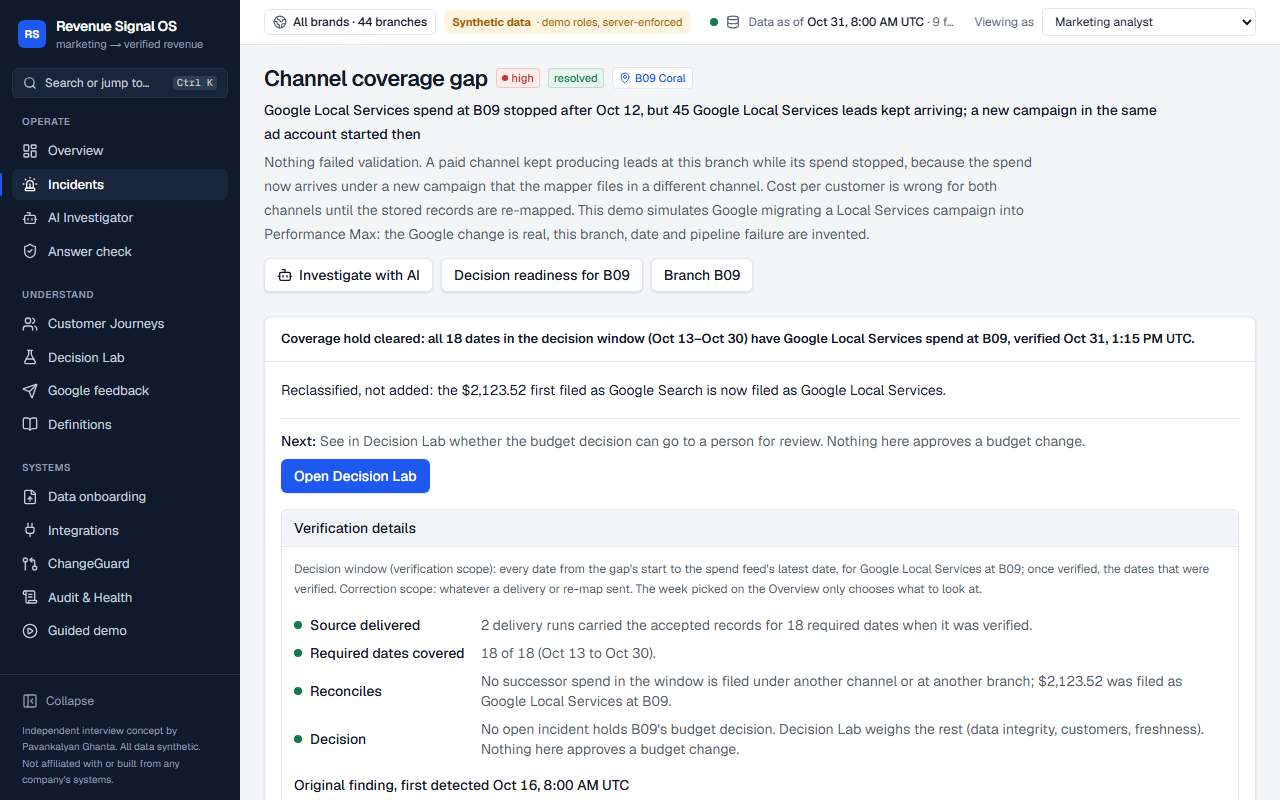 RS
Revenue Signal OS
marketing → verified revenue
Search or jump to...
Ctrl K
OPERATE
Overview
Incidents
AI Investigator
Answer check
UNDERSTAND
Customer Journeys
Decision Lab
Google feedback
Definitions
SYSTEMS
Data onboarding
Integrations
ChangeGuard
Audit & Health
Guided demo
Collapse
Independent interview concept by
Pavankalyan Ghanta. All data synthetic.
Not affiliated with or built from any
company's systems.
All brands · 44 branches
Synthetic data · demo roles, server-enforced
Data as of Oct 31, 8:00 AM UTC · 9 f...
Viewing as
Marketing analyst
Channel coverage gap
high
resolved
B09 Coral
Google Local Services spend at B09 stopped after Oct 12, but 45 Google Local Services leads kept arriving; a new campaign in the same
ad account started then
Nothing failed validation. A paid channel kept producing leads at this branch while its spend stopped, because the spend
now arrives under a new campaign that the mapper files in a different channel. Cost per customer is wrong for both
channels until the stored records are re-mapped. This demo simulates Google migrating a Local Services campaign into
Performance Max: the Google change is real, this branch, date and pipeline failure are invented.
Investigate with AI
Decision readiness for B09
Branch B09
Coverage hold cleared: all 18 dates in the decision window (Oct 13–Oct 30) have Google Local Services spend at B09, verified Oct 31, 1:15 PM UTC.
Reclassified, not added: the $2,123.52 first filed as Google Search is now filed as Google Local Services.
Next: See in Decision Lab whether the budget decision can go to a person for review. Nothing here approves a budget change.
Open Decision Lab
Verification details
Decision window (verification scope): every date from the gap's start to the spend feed's latest date, for Google Local Services at B09; once verified, the dates that were
verified. Correction scope: whatever a delivery or re-map sent. The week picked on the Overview only chooses what to look at.
Source delivered
2 delivery runs carried the accepted records for 18 required dates when it was verified.
Required dates covered
18 of 18 (Oct 13 to Oct 30).
Reconciles
No successor spend in the window is filed under another channel or at another branch; $2,123.52 was filed as
Google Local Services at B09.
Decision
No open incident holds B09's budget decision. Decision Lab weighs the rest (data integrity, customers, freshness).
Nothing here approves a budget change.
Original finding, first detected Oct 16, 8:00 AM UTC